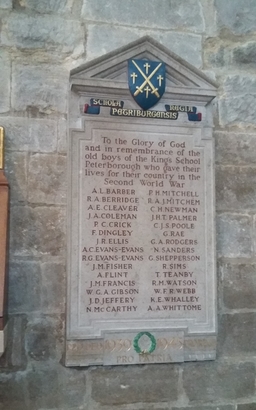 SCHOLA REGIA
PETRIBURGENSIS
To the Glory of God
and in remembrance of the
old boys of the King's School
Peterborough who gave their
lives for their country in the
Second World War
A.L. BARBER P.H. MITCHELL
R.A. BERRIDGE R.A.J. MITCHEM
A.E. CLEAVER C.H. NEWMAN
J.A. COLEMAN J.H.T. PALMER
P.C. CRICK C.J.S. POOLE
F. DINGLEY G. RAE
J.R. ELLIS G.A. RODGERS
A.C. EVANS-EVANS N. SANDERS
R.G. EVANS-EVANS G. SHEPPERSON
J.M. FISHER R. SIMS
A. FLINT T. TEANBY
J.M. FRANCIS R.M. WATSON
W.G.A. GIBSON W.F.R. WEBB
J.D. JEFFERY K.E. WHALLEY
N. McCARTHY A.A. WHITTOME
PRO